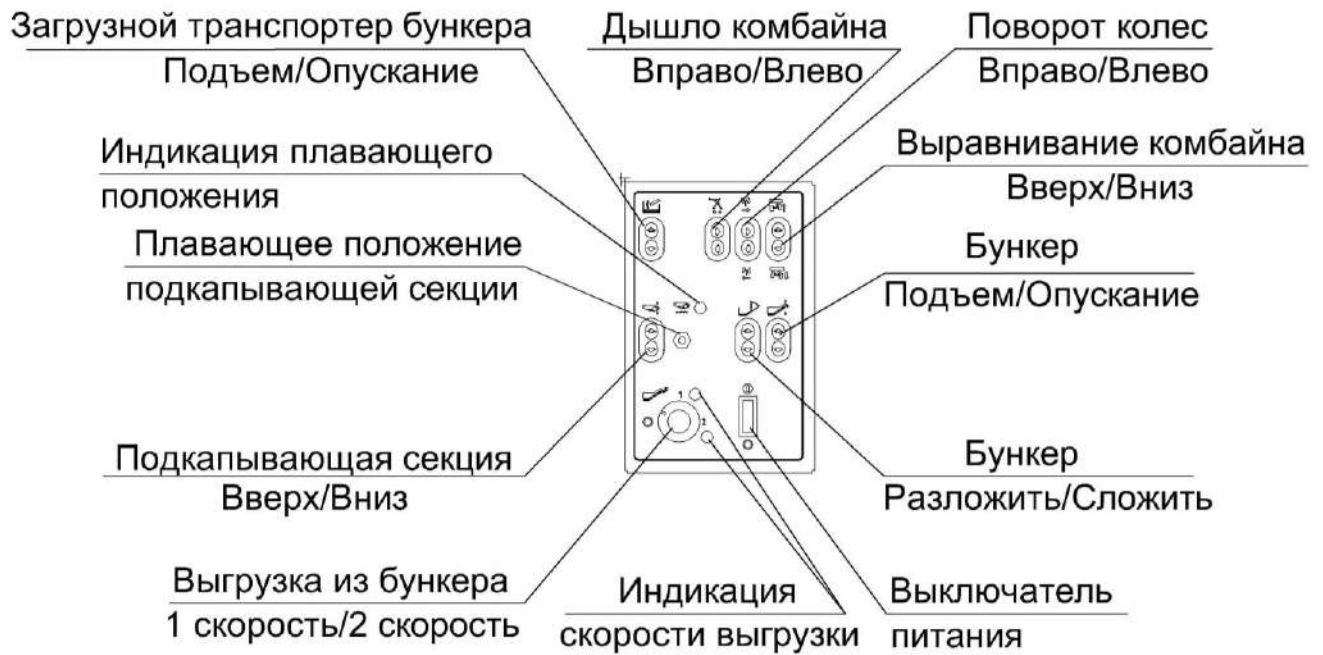 Загрузной транспортер бункера
Подъем/Опускание
Дышло комбайна
Вправо/Влево
Поворот колес
Вправо/Влево
Индикация плавающего
положения
Выравнивание комбайна
Вверх/Вниз
Плавающее положение
подкапывающей секции
Бункер
Подъем/Опускание
1
2
Подкапывающая секция
Вверх/Вниз
Бункер
Разложить/Сложить
Выгрузка из бункера
1 скорость/2 скорость
Индикация
скорости выгрузки
Выключатель
питания